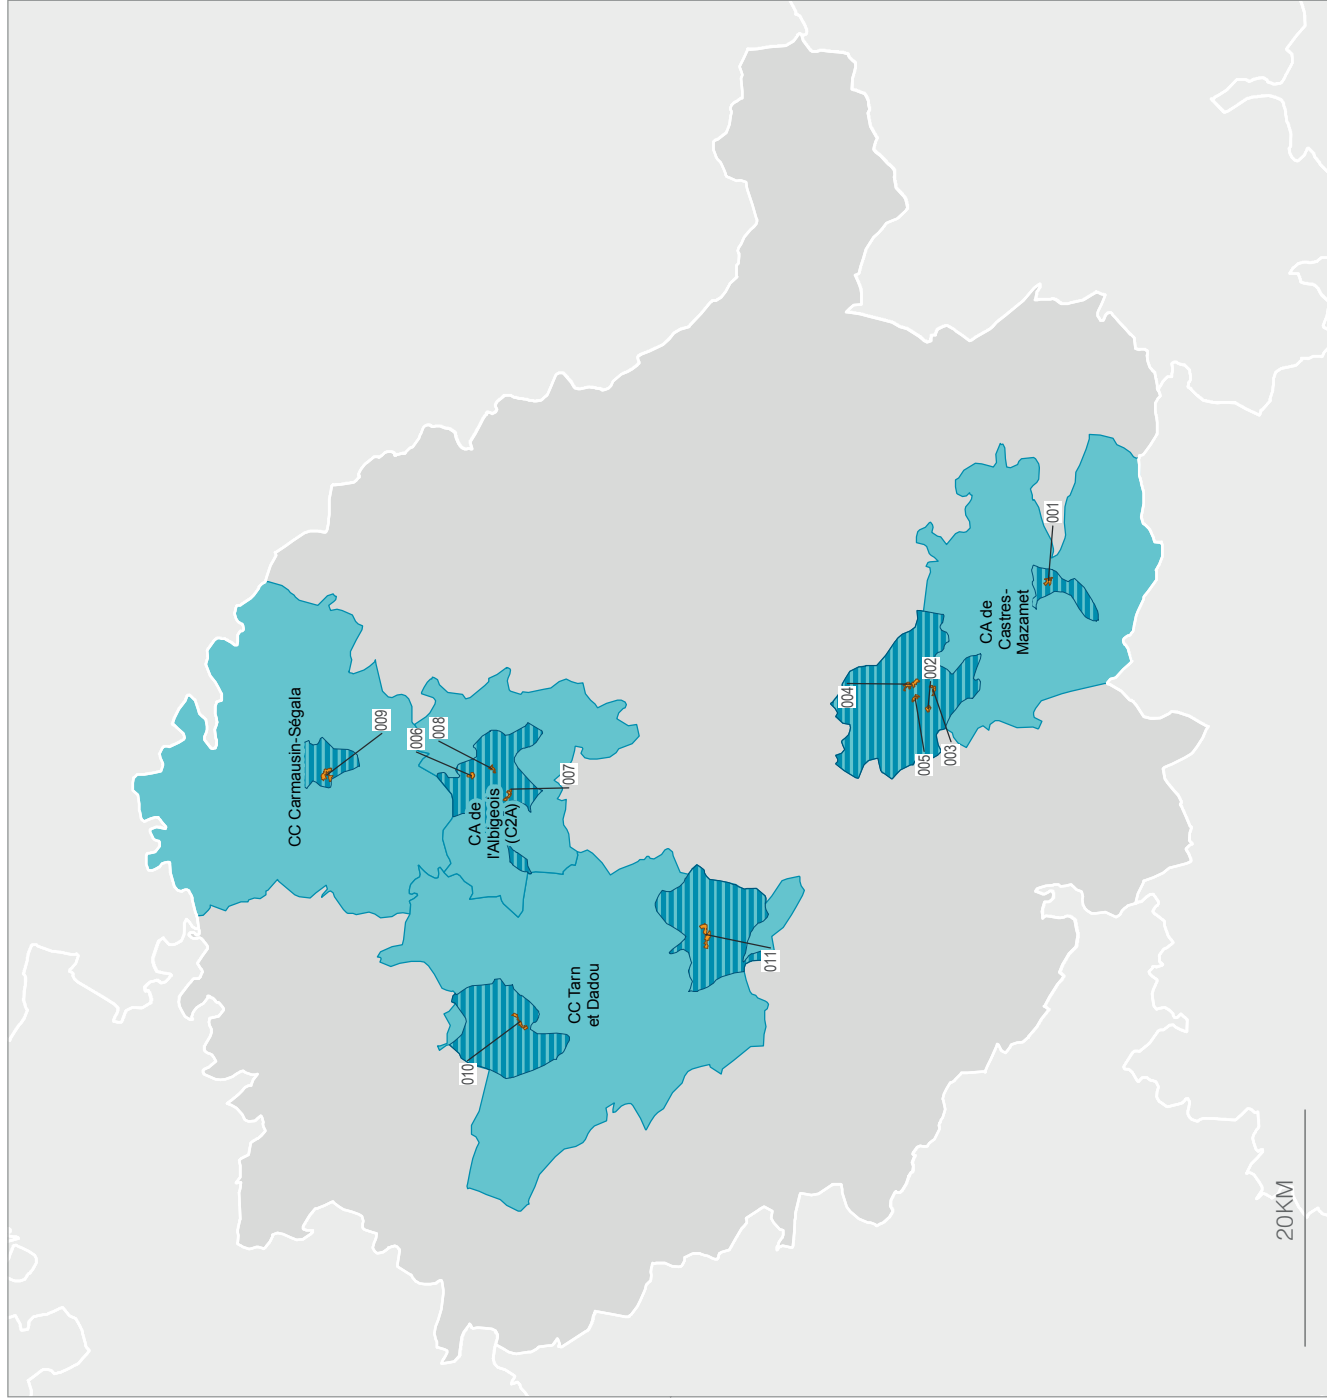 CC Carmausin-Ségala
009
006
008
CA de
l'Albigeois
(C2A)
007
010
CC Tarn
et Dadou
011
004
002
005
003
CA de
Castres-
Mazamet
001
20KM